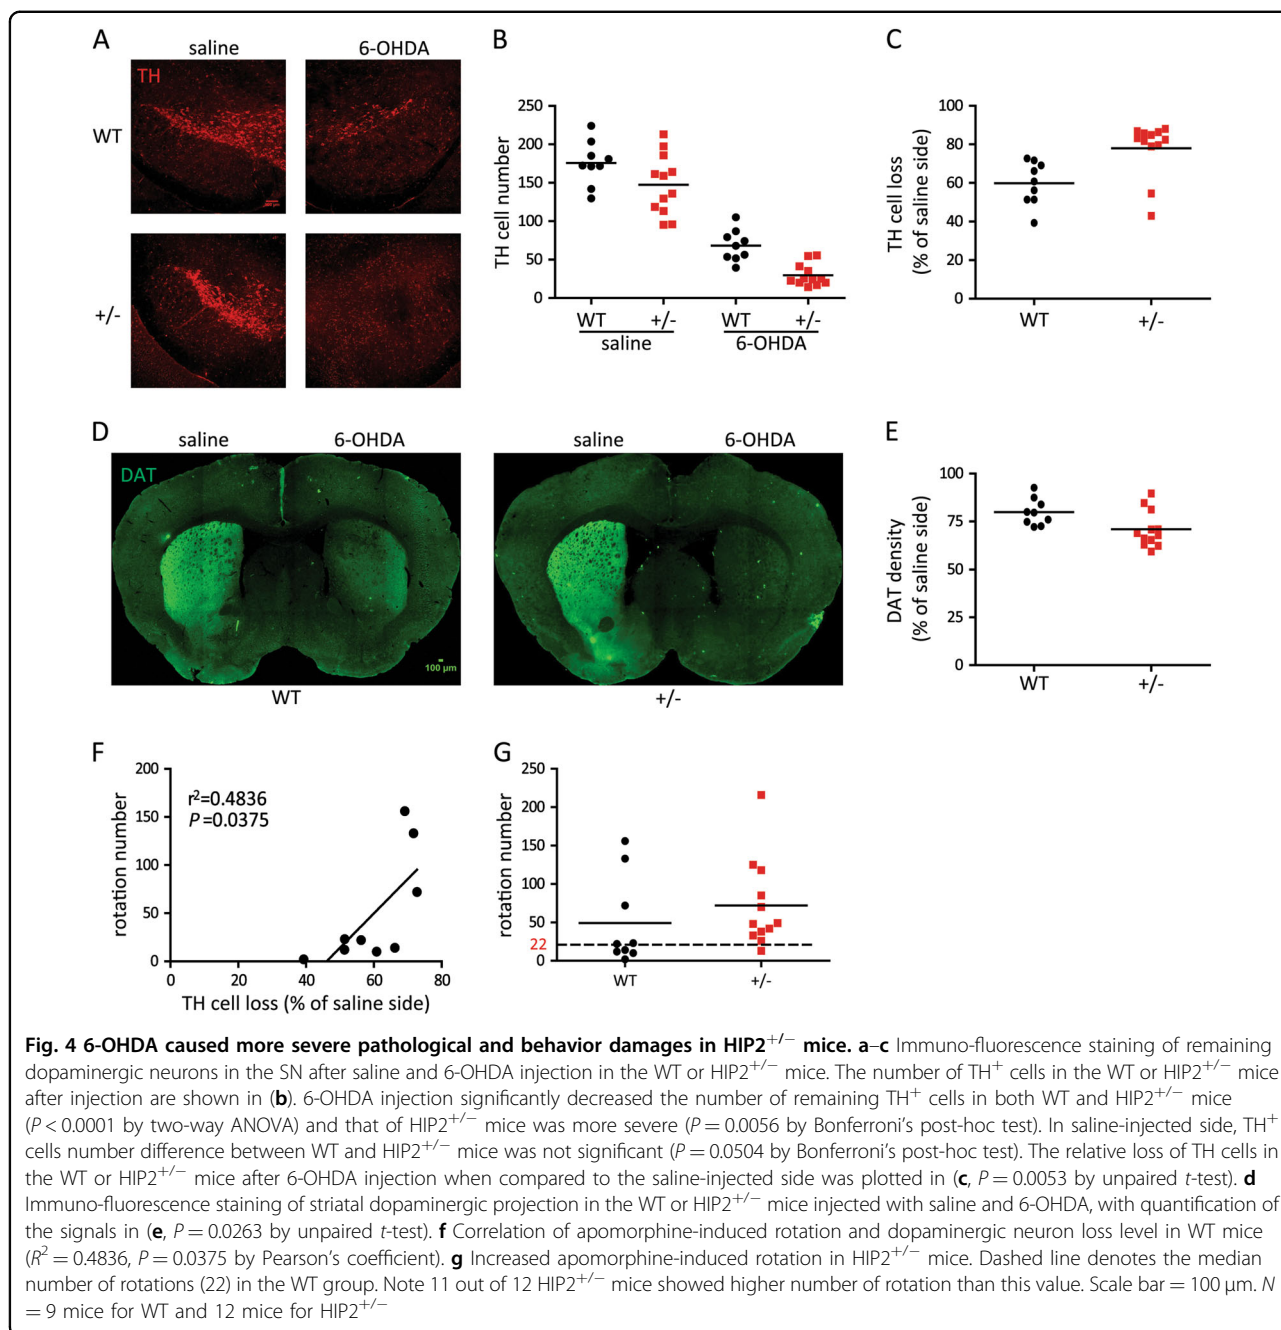 A
saline
6-OHDA
TH
WT
+/-
B
TH cell number
250
200
150
100
50
0
WT
+/-
WT
+/-
saline
6-OHDA
C
TH cell loss
(% of saline side)
100
80
60
40
20
0
WT
+/-
D
saline
6-OHDA
saline
6-OHDA
DAT
100 µm
WT
+/-
E
DAT density
(% of saline side)
100
75
50
25
0
WT
+/-
F
rotation number
200
150
100
50
0
r²=0.4836
P=0.0375
0
20
40
60
80
TH cell loss (% of saline side)
G
rotation number
250
200
150
100
50
22
0
WT
+/-
Fig. 4 6-OHDA caused more severe pathological and behavior damages in HIP2⁺/⁻ mice. a–c Immuno-fluorescence staining of remaining
dopaminergic neurons in the SN after saline and 6-OHDA injection in the WT or HIP2⁺/⁻ mice. The number of TH⁺ cells in the WT or HIP2⁺/⁻ mice
after injection are shown in (b). 6-OHDA injection significantly decreased the number of remaining TH⁺ cells in both WT and HIP2⁺/⁻ mice
(P < 0.0001 by two-way ANOVA) and that of HIP2⁺/⁻ mice was more severe (P = 0.0056 by Bonferroni's post-hoc test). In saline-injected side, TH⁺
cells number difference between WT and HIP2⁺/⁻ mice was not significant (P = 0.0504 by Bonferroni's post-hoc test). The relative loss of TH cells in
the WT or HIP2⁺/⁻ mice after 6-OHDA injection when compared to the saline-injected side was plotted in (c, P = 0.0053 by unpaired t-test). d
Immuno-fluorescence staining of striatal dopaminergic projection in the WT or HIP2⁺/⁻ mice injected with saline and 6-OHDA, with quantification of
the signals in (e, P = 0.0263 by unpaired t-test). f Correlation of apomorphine-induced rotation and dopaminergic neuron loss level in WT mice
(R² = 0.4836, P = 0.0375 by Pearson's coefficient). g Increased apomorphine-induced rotation in HIP2⁺/⁻ mice. Dashed line denotes the median
number of rotations (22) in the WT group. Note 11 out of 12 HIP2⁺/⁻ mice showed higher number of rotation than this value. Scale bar = 100 µm. N
= 9 mice for WT and 12 mice for HIP2⁺/⁻